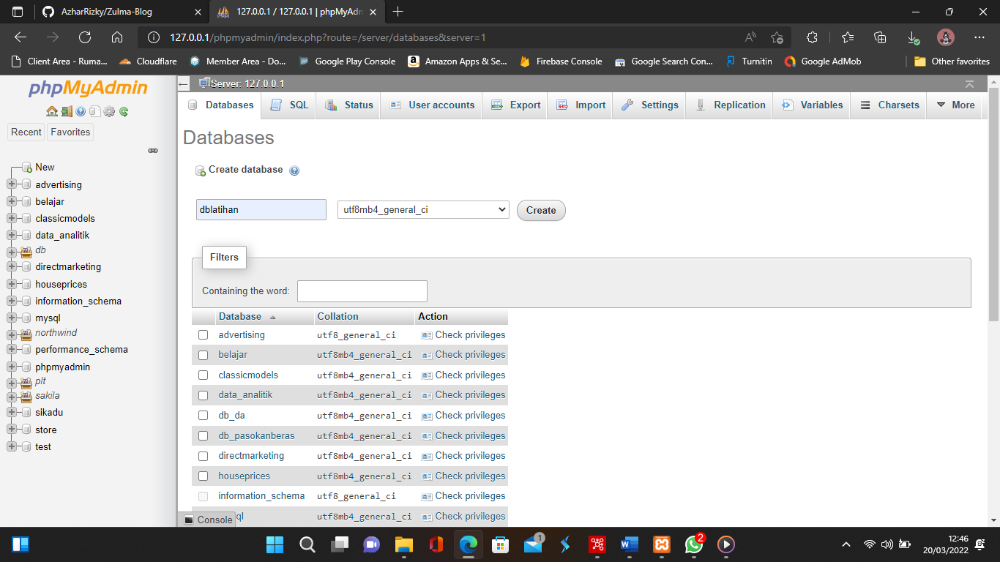 AzharRizky/Zulma-Blog
127.0.0.1 / 127.0.0.1 | phpMyAdm
127.0.0.1/phpmyadmin/index.php?route=/server/databases&server=1
Client Area - Ruma...
Cloudflare
Member Area - Do...
Google Play Console
Amazon Apps & Se...
Firebase Console
Google Search Con...
Turnitin
Google AdMob
Other favorites
phpMyAdmin
Recent
Favorites
New
advertising
belajar
classicmodels
data_analitik
db
directmarketing
houseprices
information_schema
mysql
northwind
performance_schema
phpmyadmin
plt
sakila
sikadu
store
test
Server: 127.0.0.1
Databases
SQL
Status
User accounts
Export
Import
Settings
Replication
Variables
Charsets
More
Databases
Create database
dblatihan
utf8mb4_general_ci
Create
Filters
Containing the word:
Database Collation Action
advertising utf8_general_ci Check privileges
belajar utf8mb4_general_ci Check privileges
classicmodels utf8mb4_general_ci Check privileges
data_analitik utf8mb4_general_ci Check privileges
db_da utf8mb4_general_ci Check privileges
db_pasokanberas utf8mb4_general_ci Check privileges
directmarketing utf8mb4_general_ci Check privileges
houseprices utf8mb4_general_ci Check privileges
information_schema utf8_general_ci Check privileges
ql utf8mb4_general_ci Check privileges
Console
1
2
12:46
20/03/2022